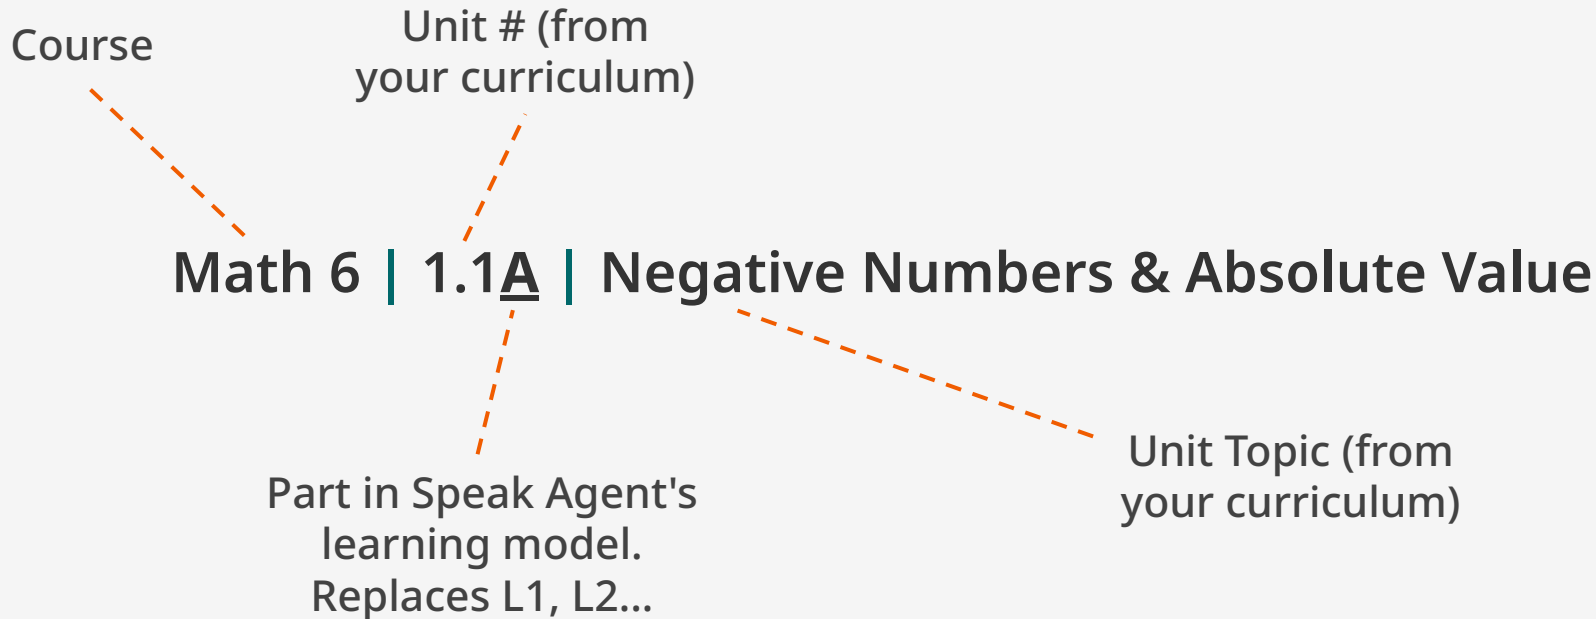 Course
Unit # (from
your curriculum)
Math 6 | 1.1A | Negative Numbers & Absolute Value
Part in Speak Agent's
learning model.
Replaces L1, L2...
Unit Topic (from
your curriculum)